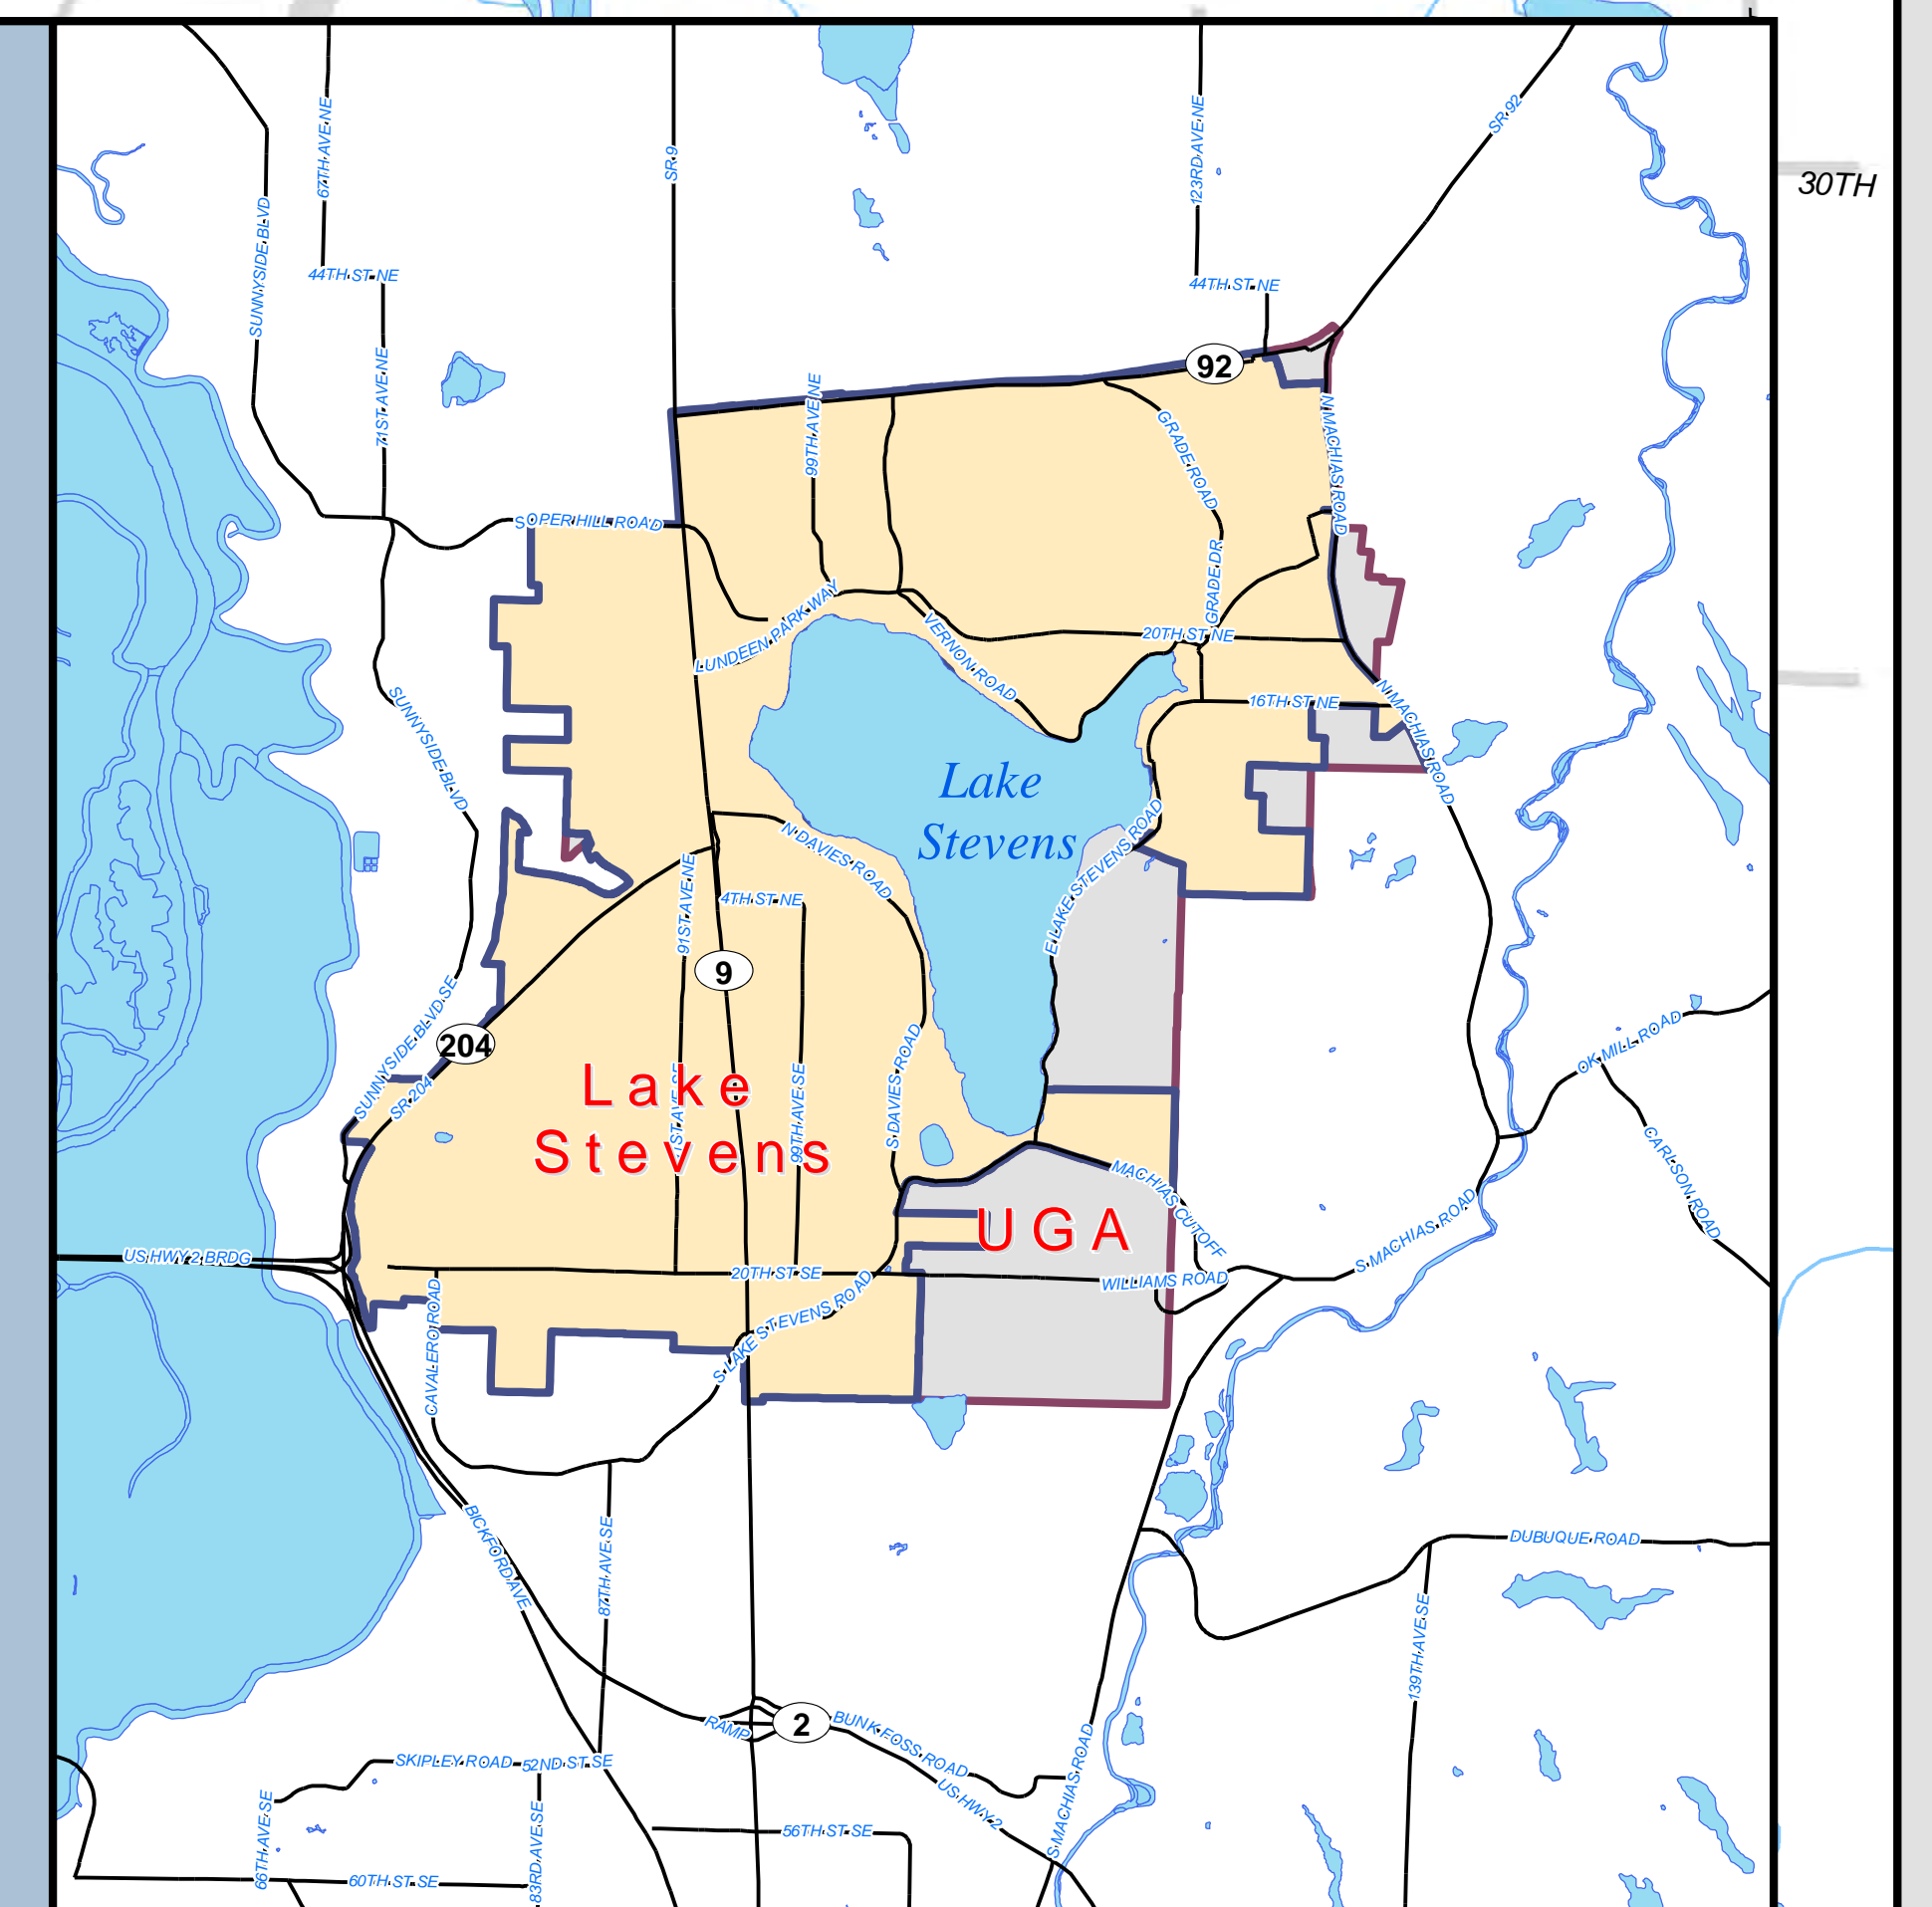 SR 9
SR 92
67TH AVE NE
123RD AVE NE
30TH
SUNNYSIDE BLVD
44TH ST NE
44TH ST NE
71ST AVE NE
92
99TH AVE NE
GRADE ROAD
N MACHIAS ROAD
SOPER HILL ROAD
GRADE DR
LUNDEEN PARK WAY
VERNON ROAD
20TH ST NE
SUNNYSIDE BLVD
16TH ST NE
N MACHIAS ROAD
Lake
Stevens
N DAVIES ROAD
E LAKE STEVENS ROAD
91ST AVE NE
4TH ST NE
9
SUNNYSIDE BLVD SE
204
SR 204
OK MILL ROAD
Lake
Stevens
99TH AVE SE
S DAVIES ROAD
CARLSON ROAD
MACHIAS CUTOFF
UGA
S MACHIAS ROAD
US HWY 2 BRDG
20TH ST SE
WILLIAMS ROAD
CAVALERO ROAD
S LAKE STEVENS ROAD
BICKFORD AVE
87TH AVE SE
DUBUQUE ROAD
139TH AVE SE
RAMP
2
BUNK FOSS ROAD
US HWY 2
S MACHIAS ROAD
SKIPLEY ROAD
52ND ST SE
66TH AVE SE
83RD AVE SE
56TH ST SE
60TH ST SE